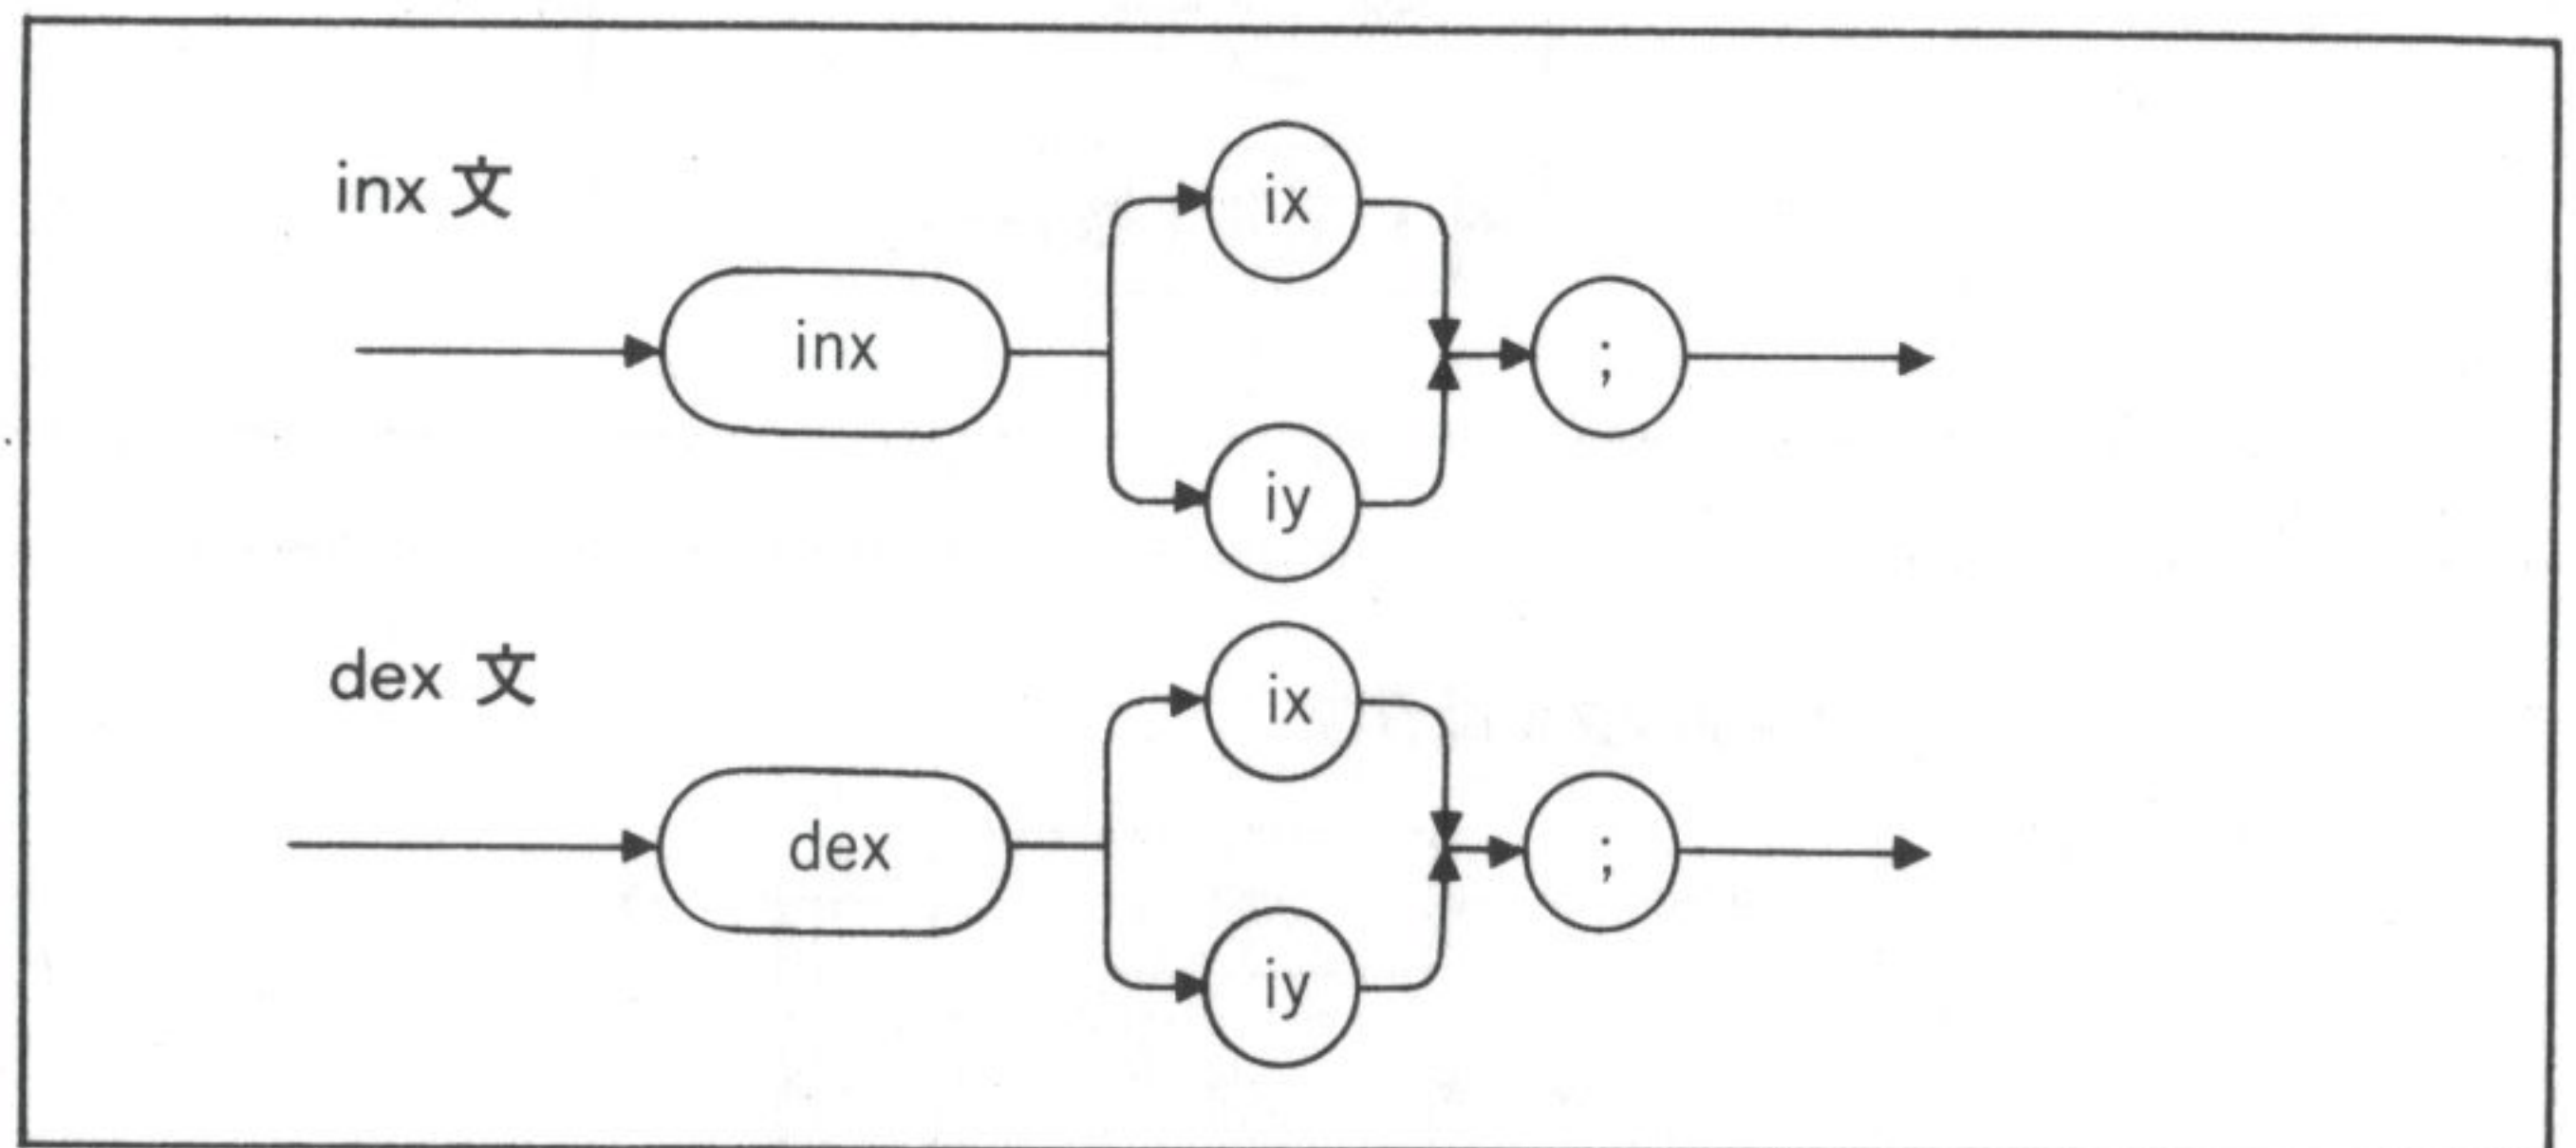 inx 文
ix
inx
;
iy
dex 文
ix
dex
;
iy